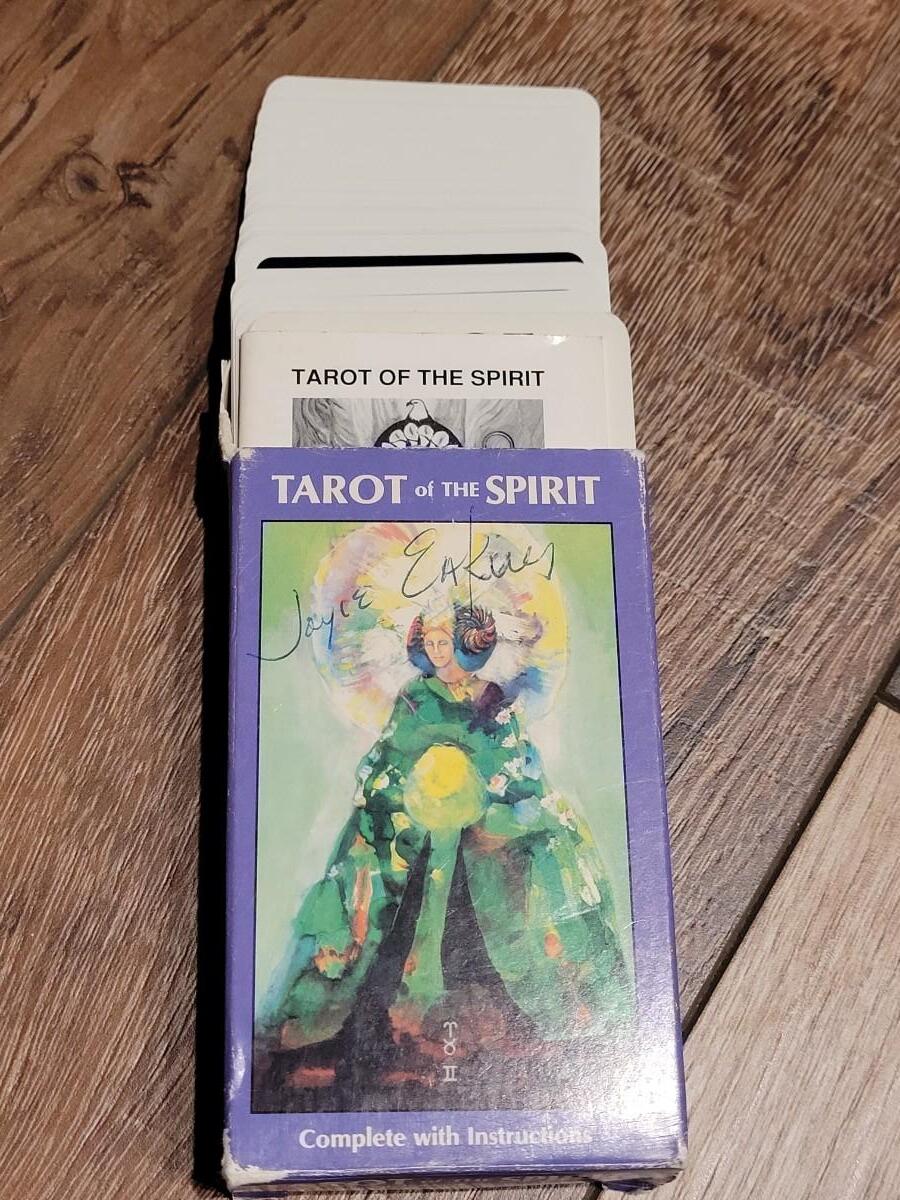 TAROT OF THE SPIRIT
TAROT of THE SPIRIT
Joyce Eakins
♈
♉
♊
Complete with Instructions